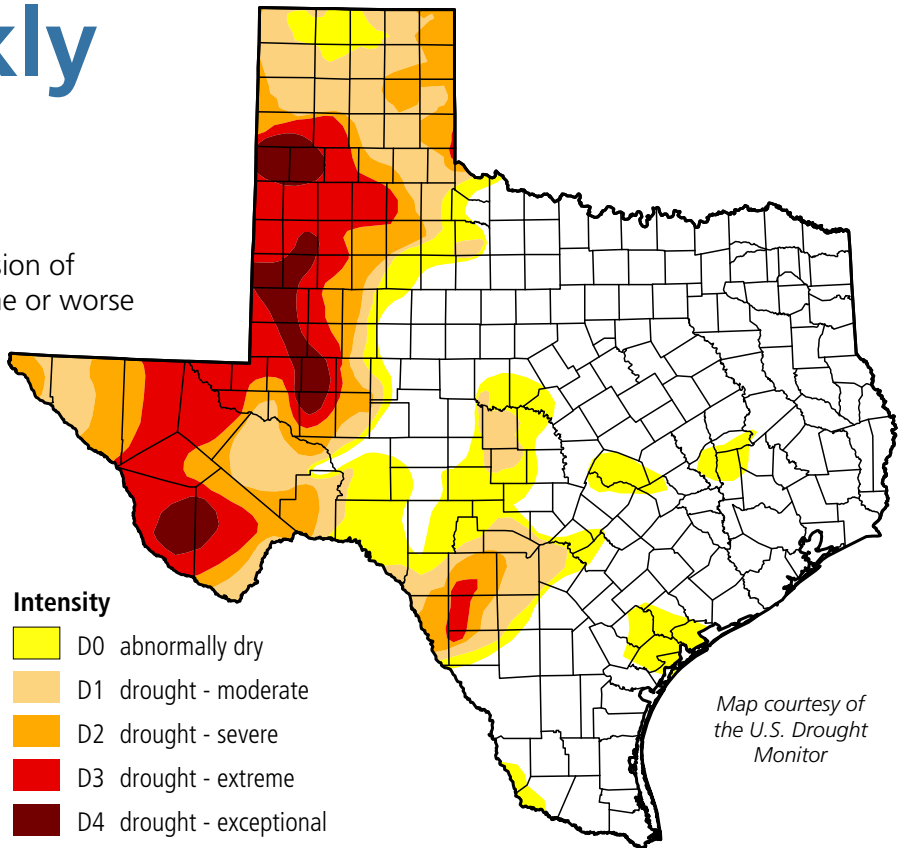 kly
sion of
ne or worse
Intensity
D0 abnormally dry
D1 drought - moderate
D2 drought - severe
D3 drought - extreme
D4 drought - exceptional
Map courtesy of
the U.S. Drought
Monitor